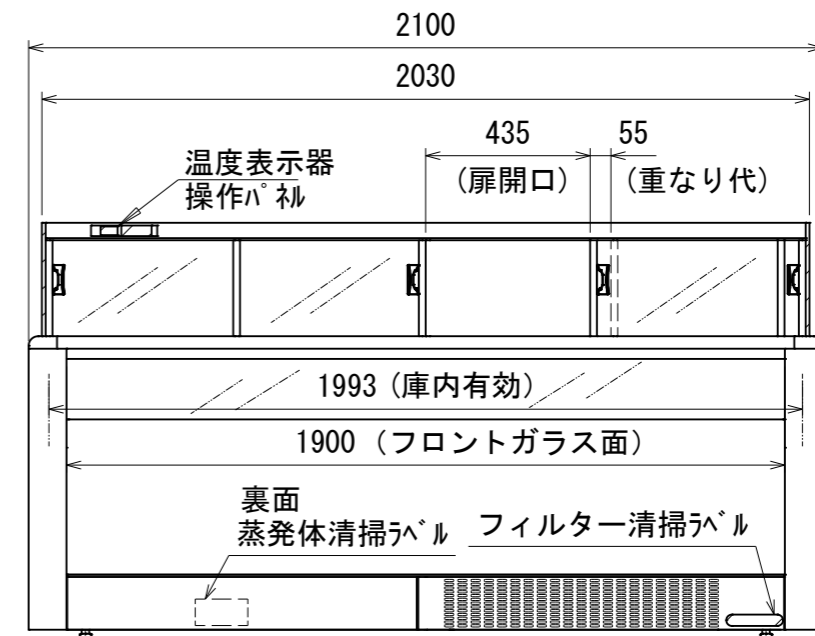 2100
2030
435
55
(扉開口)
(重なり代)
温度表示器
操作ﾊﾟﾈﾙ
1993 (庫内有効)
1900 (フロントガラス面)
裏面
蒸発体清掃ﾗﾍﾞﾙ
フィルター清掃ﾗﾍﾞﾙ